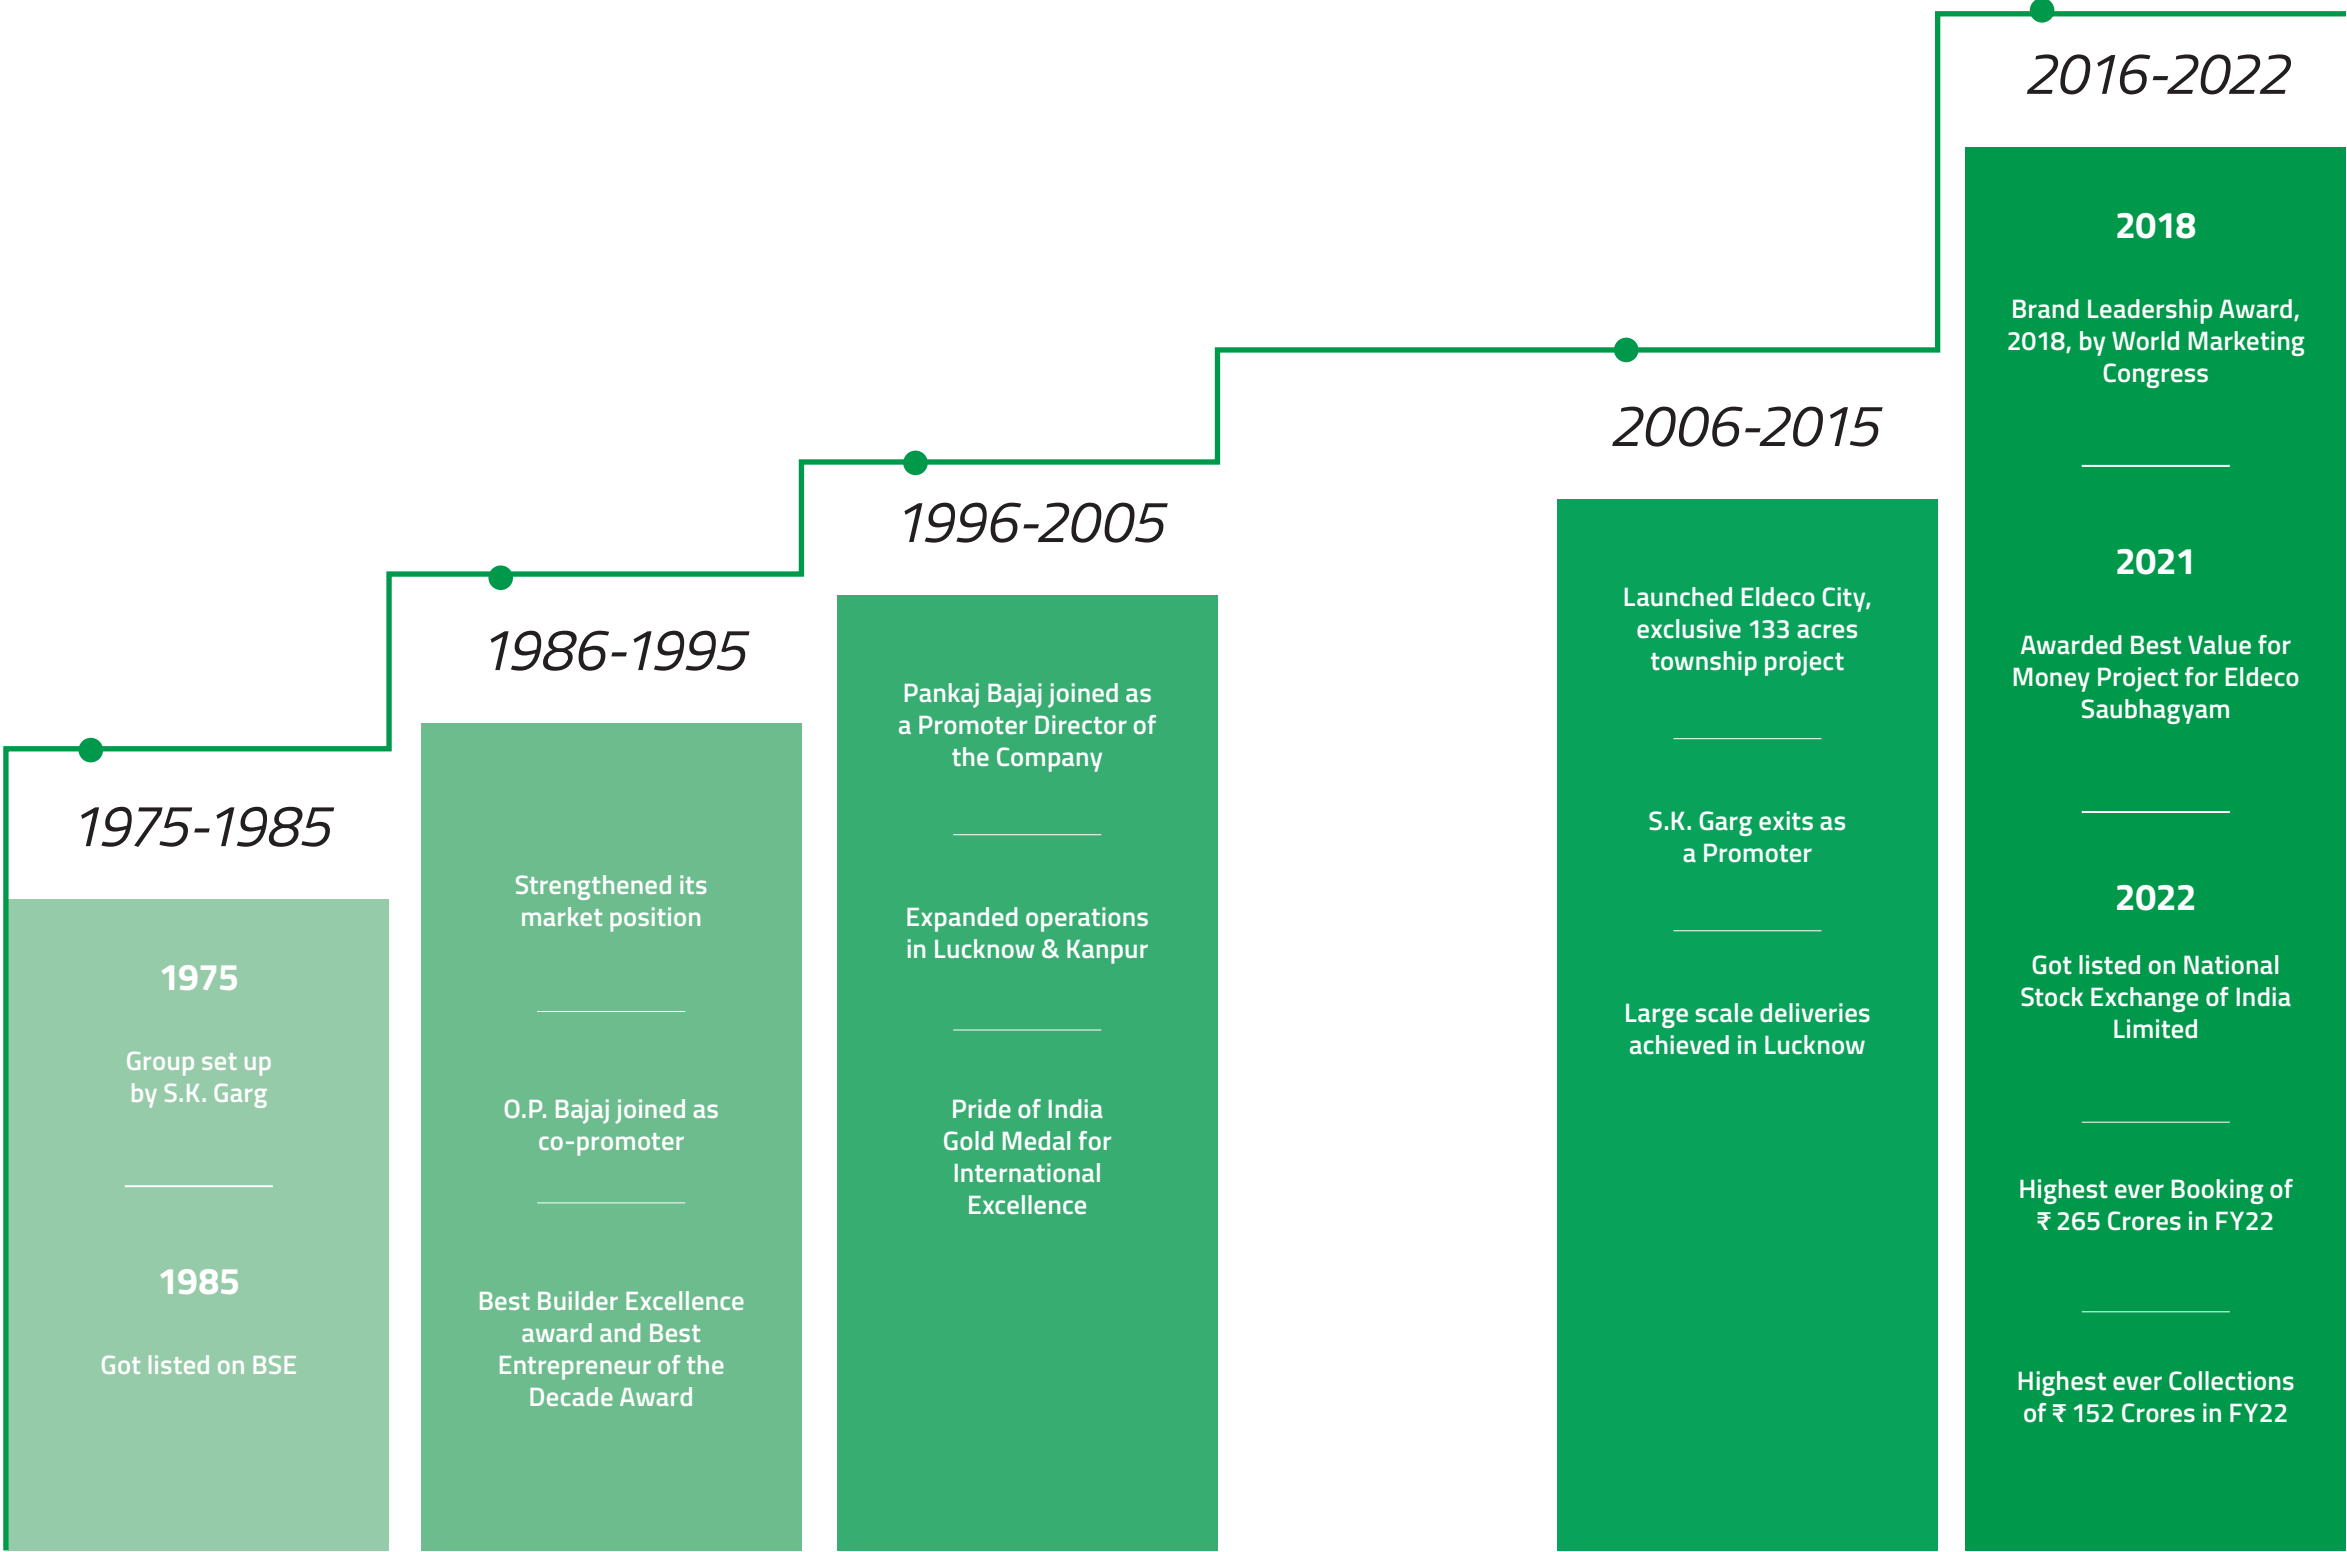 1975-1985
1975
Group set up
by S.K. Garg
1985
Got listed on BSE
1986-1995
Strengthened its
market position
O.P. Bajaj joined as
co-promoter
Best Builder Excellence
award and Best
Entrepreneur of the
Decade Award
1996-2005
Pankaj Bajaj joined as
a Promoter Director of
the Company
Expanded operations
in Lucknow & Kanpur
Pride of India
Gold Medal for
International
Excellence
2006-2015
Launched Eldeco City,
exclusive 133 acres
township project
S.K. Garg exits as
a Promoter
Large scale deliveries
achieved in Lucknow
2016-2022
2018
Brand Leadership Award,
2018, by World Marketing
Congress
2021
Awarded Best Value for
Money Project for Eldeco
Saubhagyam
2022
Got listed on National
Stock Exchange of India
Limited
Highest ever Booking of
₹ 265 Crores in FY22
Highest ever Collections
of ₹ 152 Crores in FY22